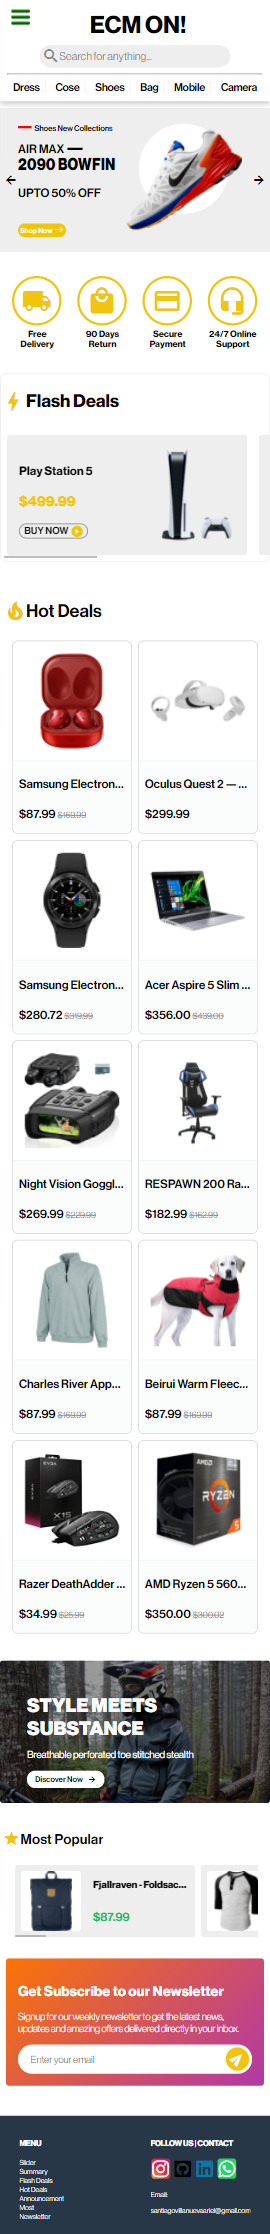 ECM ON!
Search for anything...
Dress Cose Shoes Bag Mobile Camera
Shoes New Collections
AIR MAX
2090 BOWFIN
UPTO 50% OFF
Shop Now
Free
Delivery
90 Days
Return
Secure
Payment
24/7 Online
Support
Flash Deals
Play Station 5
$499.99
BUY NOW
Hot Deals
Samsung Electron...
$87.99 $169.99
Oculus Quest 2 — ...
$299.99
Samsung Electron...
$280.72 $319.99
Acer Aspire 5 Slim ...
$356.00 $439.00
Night Vision Goggl...
$269.99 $229.99
RESPAWN 200 Ra...
$182.99 $162.99
Charles River App...
$87.99 $169.99
Beirui Warm Fleec...
$87.99 $169.99
EVGA
X15
Razer DeathAdder ...
$34.99 $25.99
AMD
RYZEN
5
AMD Ryzen 5 560...
$350.00 $300.02
STYLE MEETS
SUBSTANCE
Breathable perforated toe stitched stealth
Discover Now
Most Popular
Fjallraven - Foldsac...
$87.99
Get Subscribe to our Newsletter
Signup for our weekly newsletter to get the latest news,
updates and amazing offers delivered directly in your inbox.
Enter your email
MENU
Slider
Summary
Flash Deals
Hot Deals
Announcement
Most
Newsletter
FOLLOW US | CONTACT
Email:
santiagovillanuevaariel@gmail.com